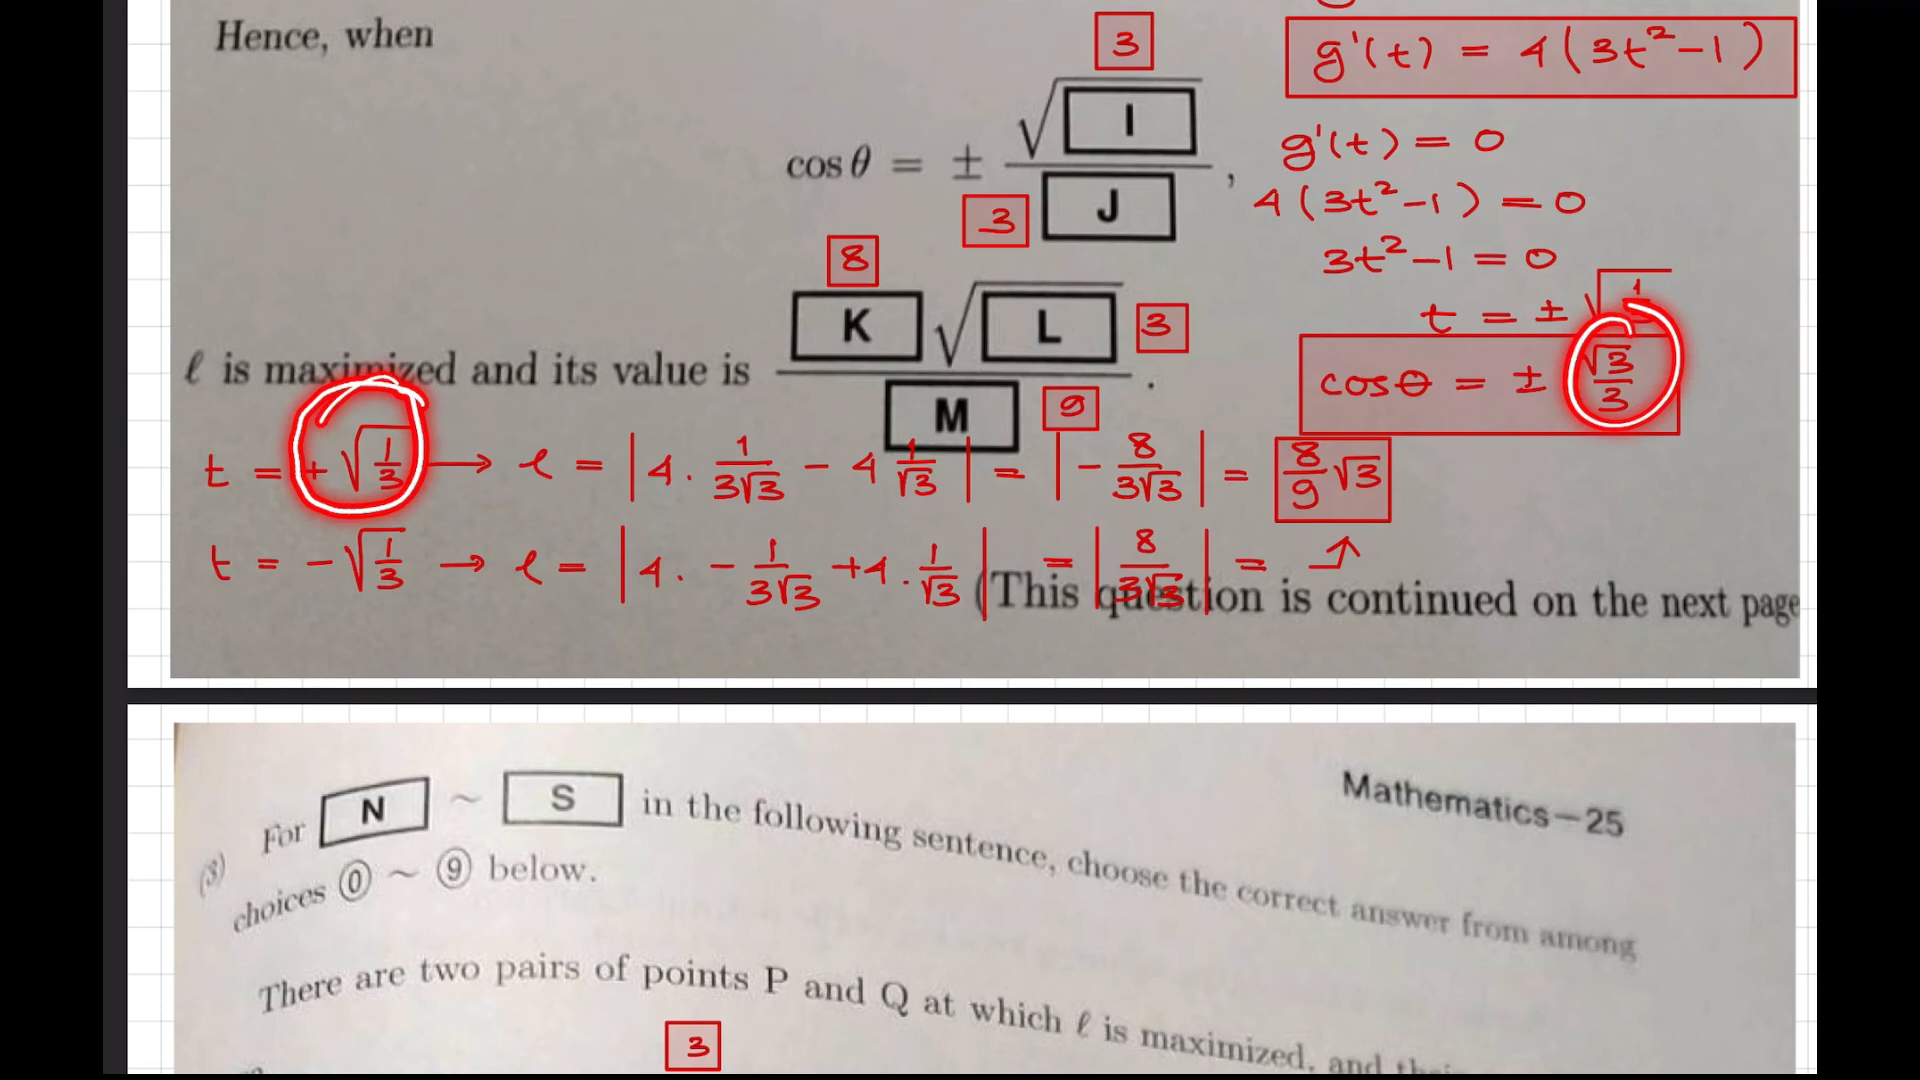 Hence, when
3
g'(t) = 4(3t²−1)
cos θ = ± √I / J ,
3
g'(t) = 0
4(3t²−1) = 0
8
3t²−1 = 0
t = ± √1
ℓ is maximized and its value is K √L / M .
3
9
cosθ = ± √3/3
t = + √1/3 → ℓ = |4 · 1/3√3 − 4 1/√3| = |− 8/3√3| = 8/9 √3
t = − √1/3 → ℓ = |4 · − 1/3√3 + 4 · 1/√3| = |8/3√3| = ↗
(This question is continued on the next page
Mathematics−25
(3) For N ~ S in the following sentence, choose the correct answer from among
choices ⓪ ~ ⑨ below.
There are two pairs of points P and Q at which ℓ is maximized, and
3